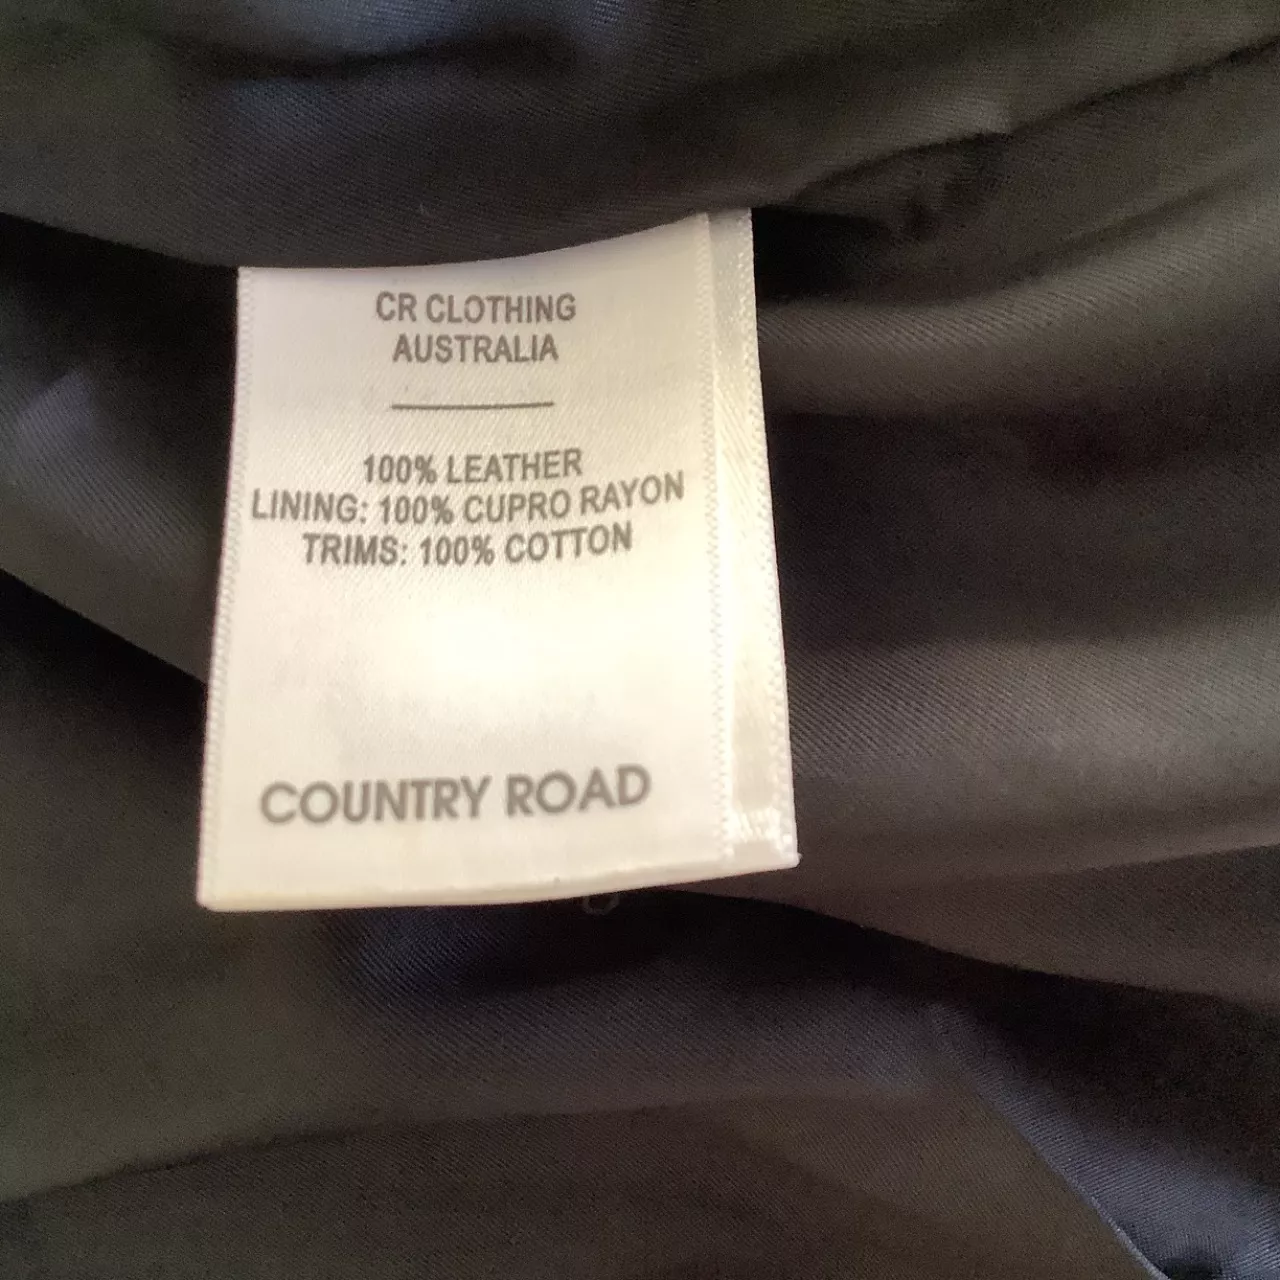 CR CLOTHING
AUSTRALIA
100% LEATHER
LINING: 100% CUPRO RAYON
TRIMS: 100% COTTON
COUNTRY ROAD